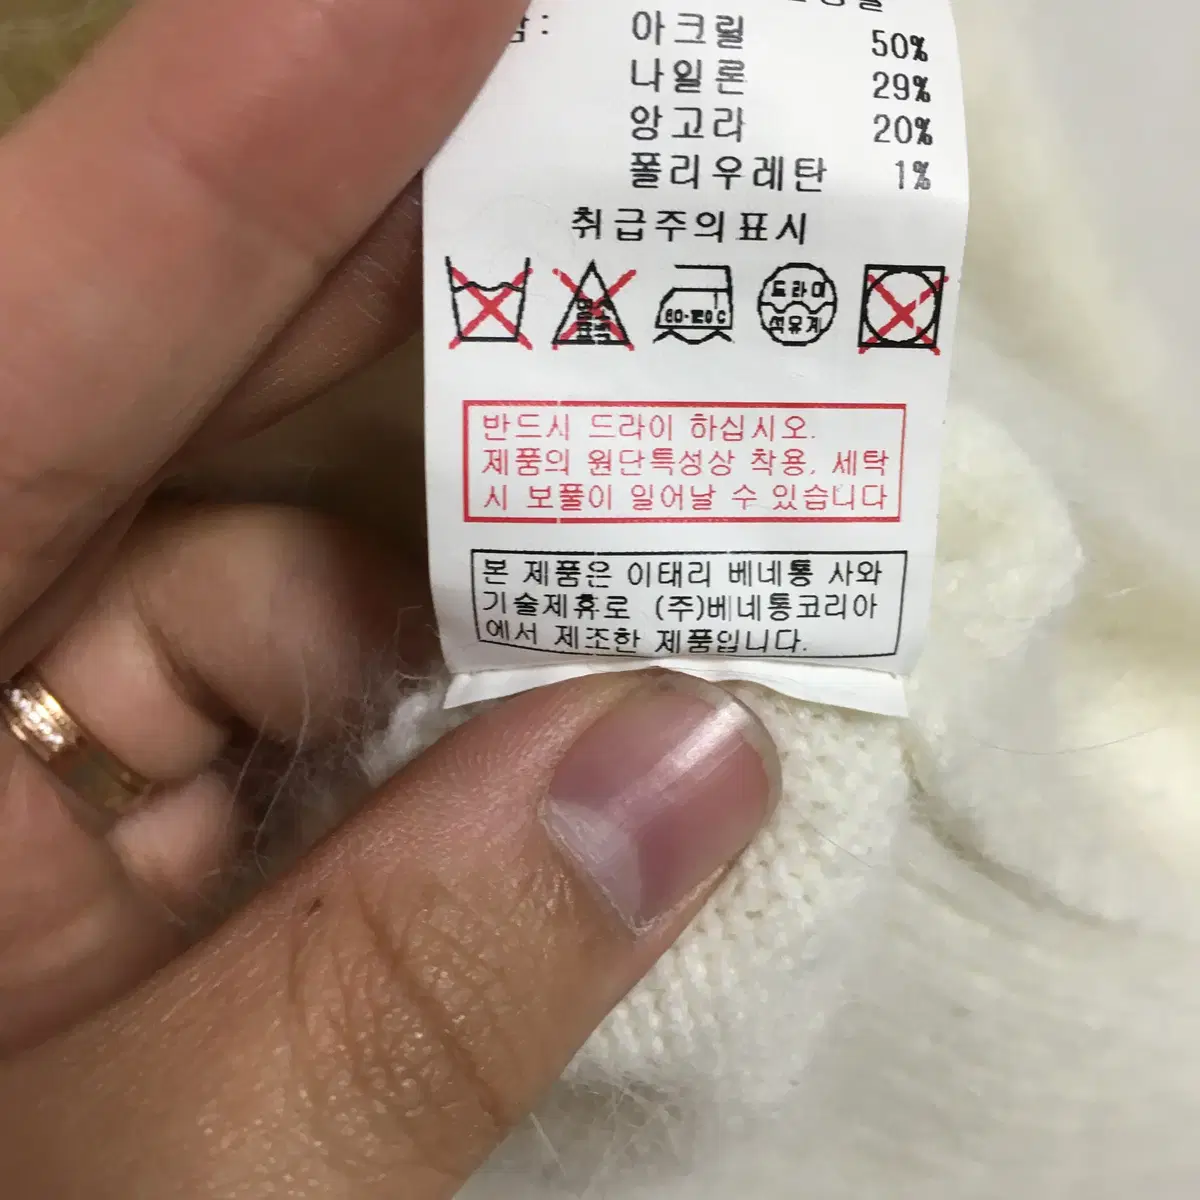 아크릴 50%
나일론 29%
앙고라 20%
폴리우레탄 1%
취급주의표시
드라이
석유계
반드시 드라이 하십시오.
제품의 원단특성상 착용, 세탁
시 보풀이 일어날 수 있습니다
본 제품은 이태리 베네통 사와
기술제휴로 (주)베네통코리아
에서 제조한 제품입니다.